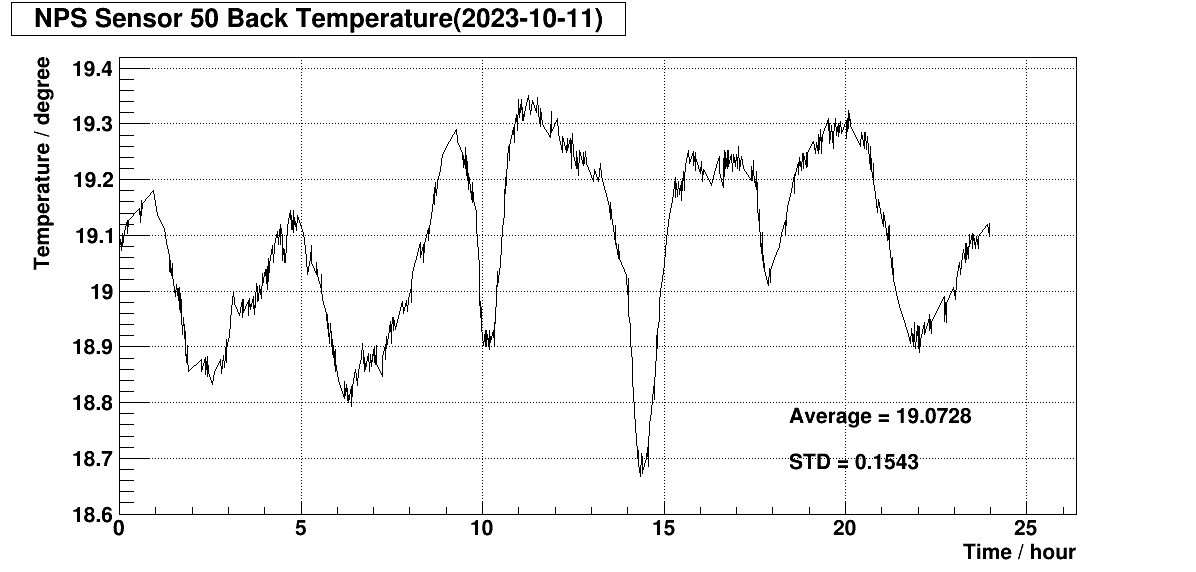 NPS Sensor 50 Back Temperature(2023-10-11)
Temperature / degree
19.4
19.3
19.2
19.1
19
18.9
18.8
18.7
18.6
Average = 19.0728
STD = 0.1543
0 5 10 15 20 25
Time / hour